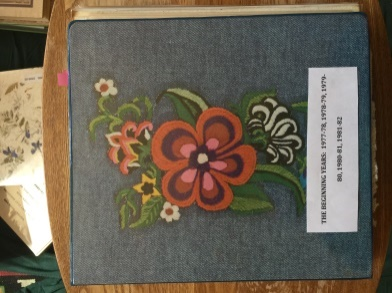 THE BEGINNING YEARS: 1977-78, 1978-79, 1979-
80, 1980-81, 1981-82